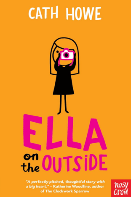 CATH HOWE
ELLA
on the
OUTSIDE
nosy
Crow